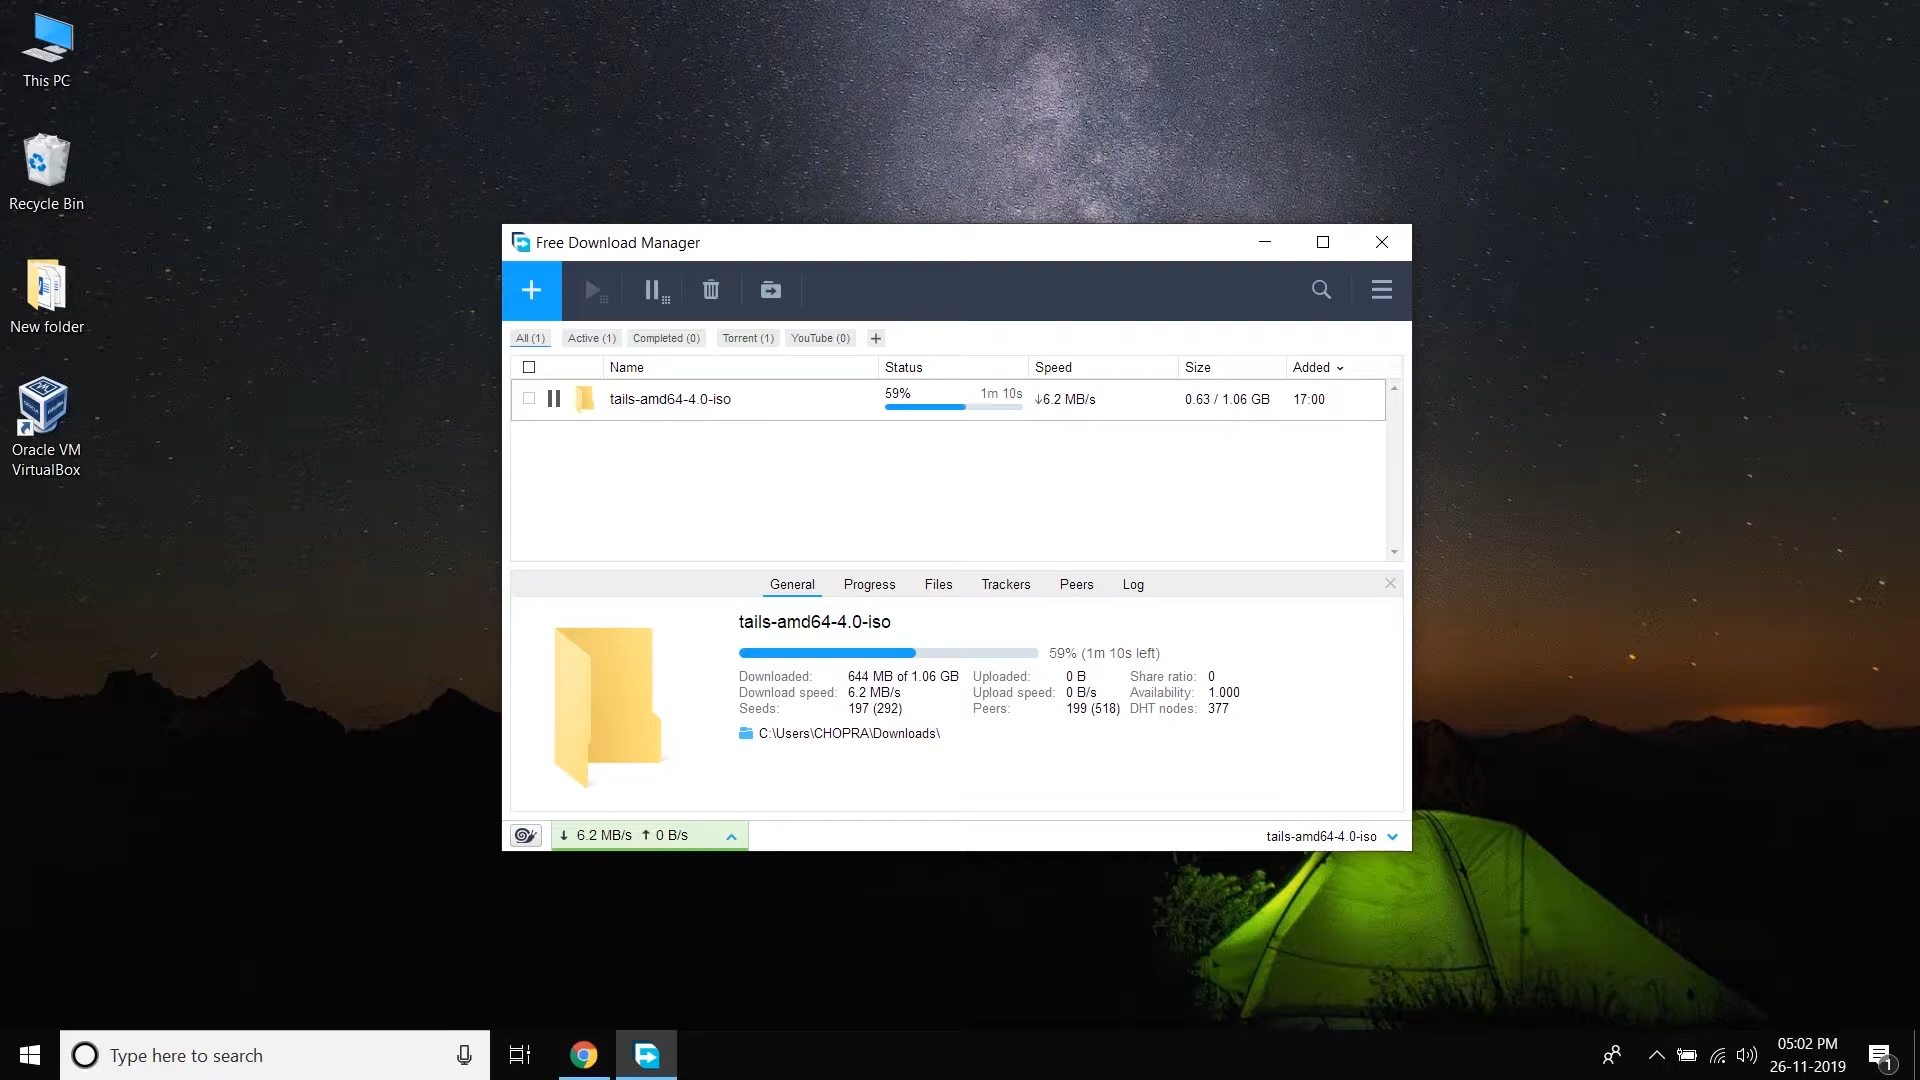 This PC
Recycle Bin
New folder
Oracle VM
VirtualBox
Free Download Manager
All (1) Active (1) Completed (0) Torrent (1) YouTube (0)
Name Status Speed Size Added
tails-amd64-4.0-iso 59% 1m 10s ↓6.2 MB/s 0.63 / 1.06 GB 17:00
General Progress Files Trackers Peers Log
tails-amd64-4.0-iso
59% (1m 10s left)
Downloaded: 644 MB of 1.06 GB Uploaded: 0 B Share ratio: 0
Download speed: 6.2 MB/s Upload speed: 0 B/s Availability: 1.000
Seeds: 197 (292) Peers: 199 (518) DHT nodes: 377
C:\Users\CHOPRA\Downloads\
↓ 6.2 MB/s ↑ 0 B/s tails-amd64-4.0-iso
Type here to search
05:02 PM
26-11-2019
1